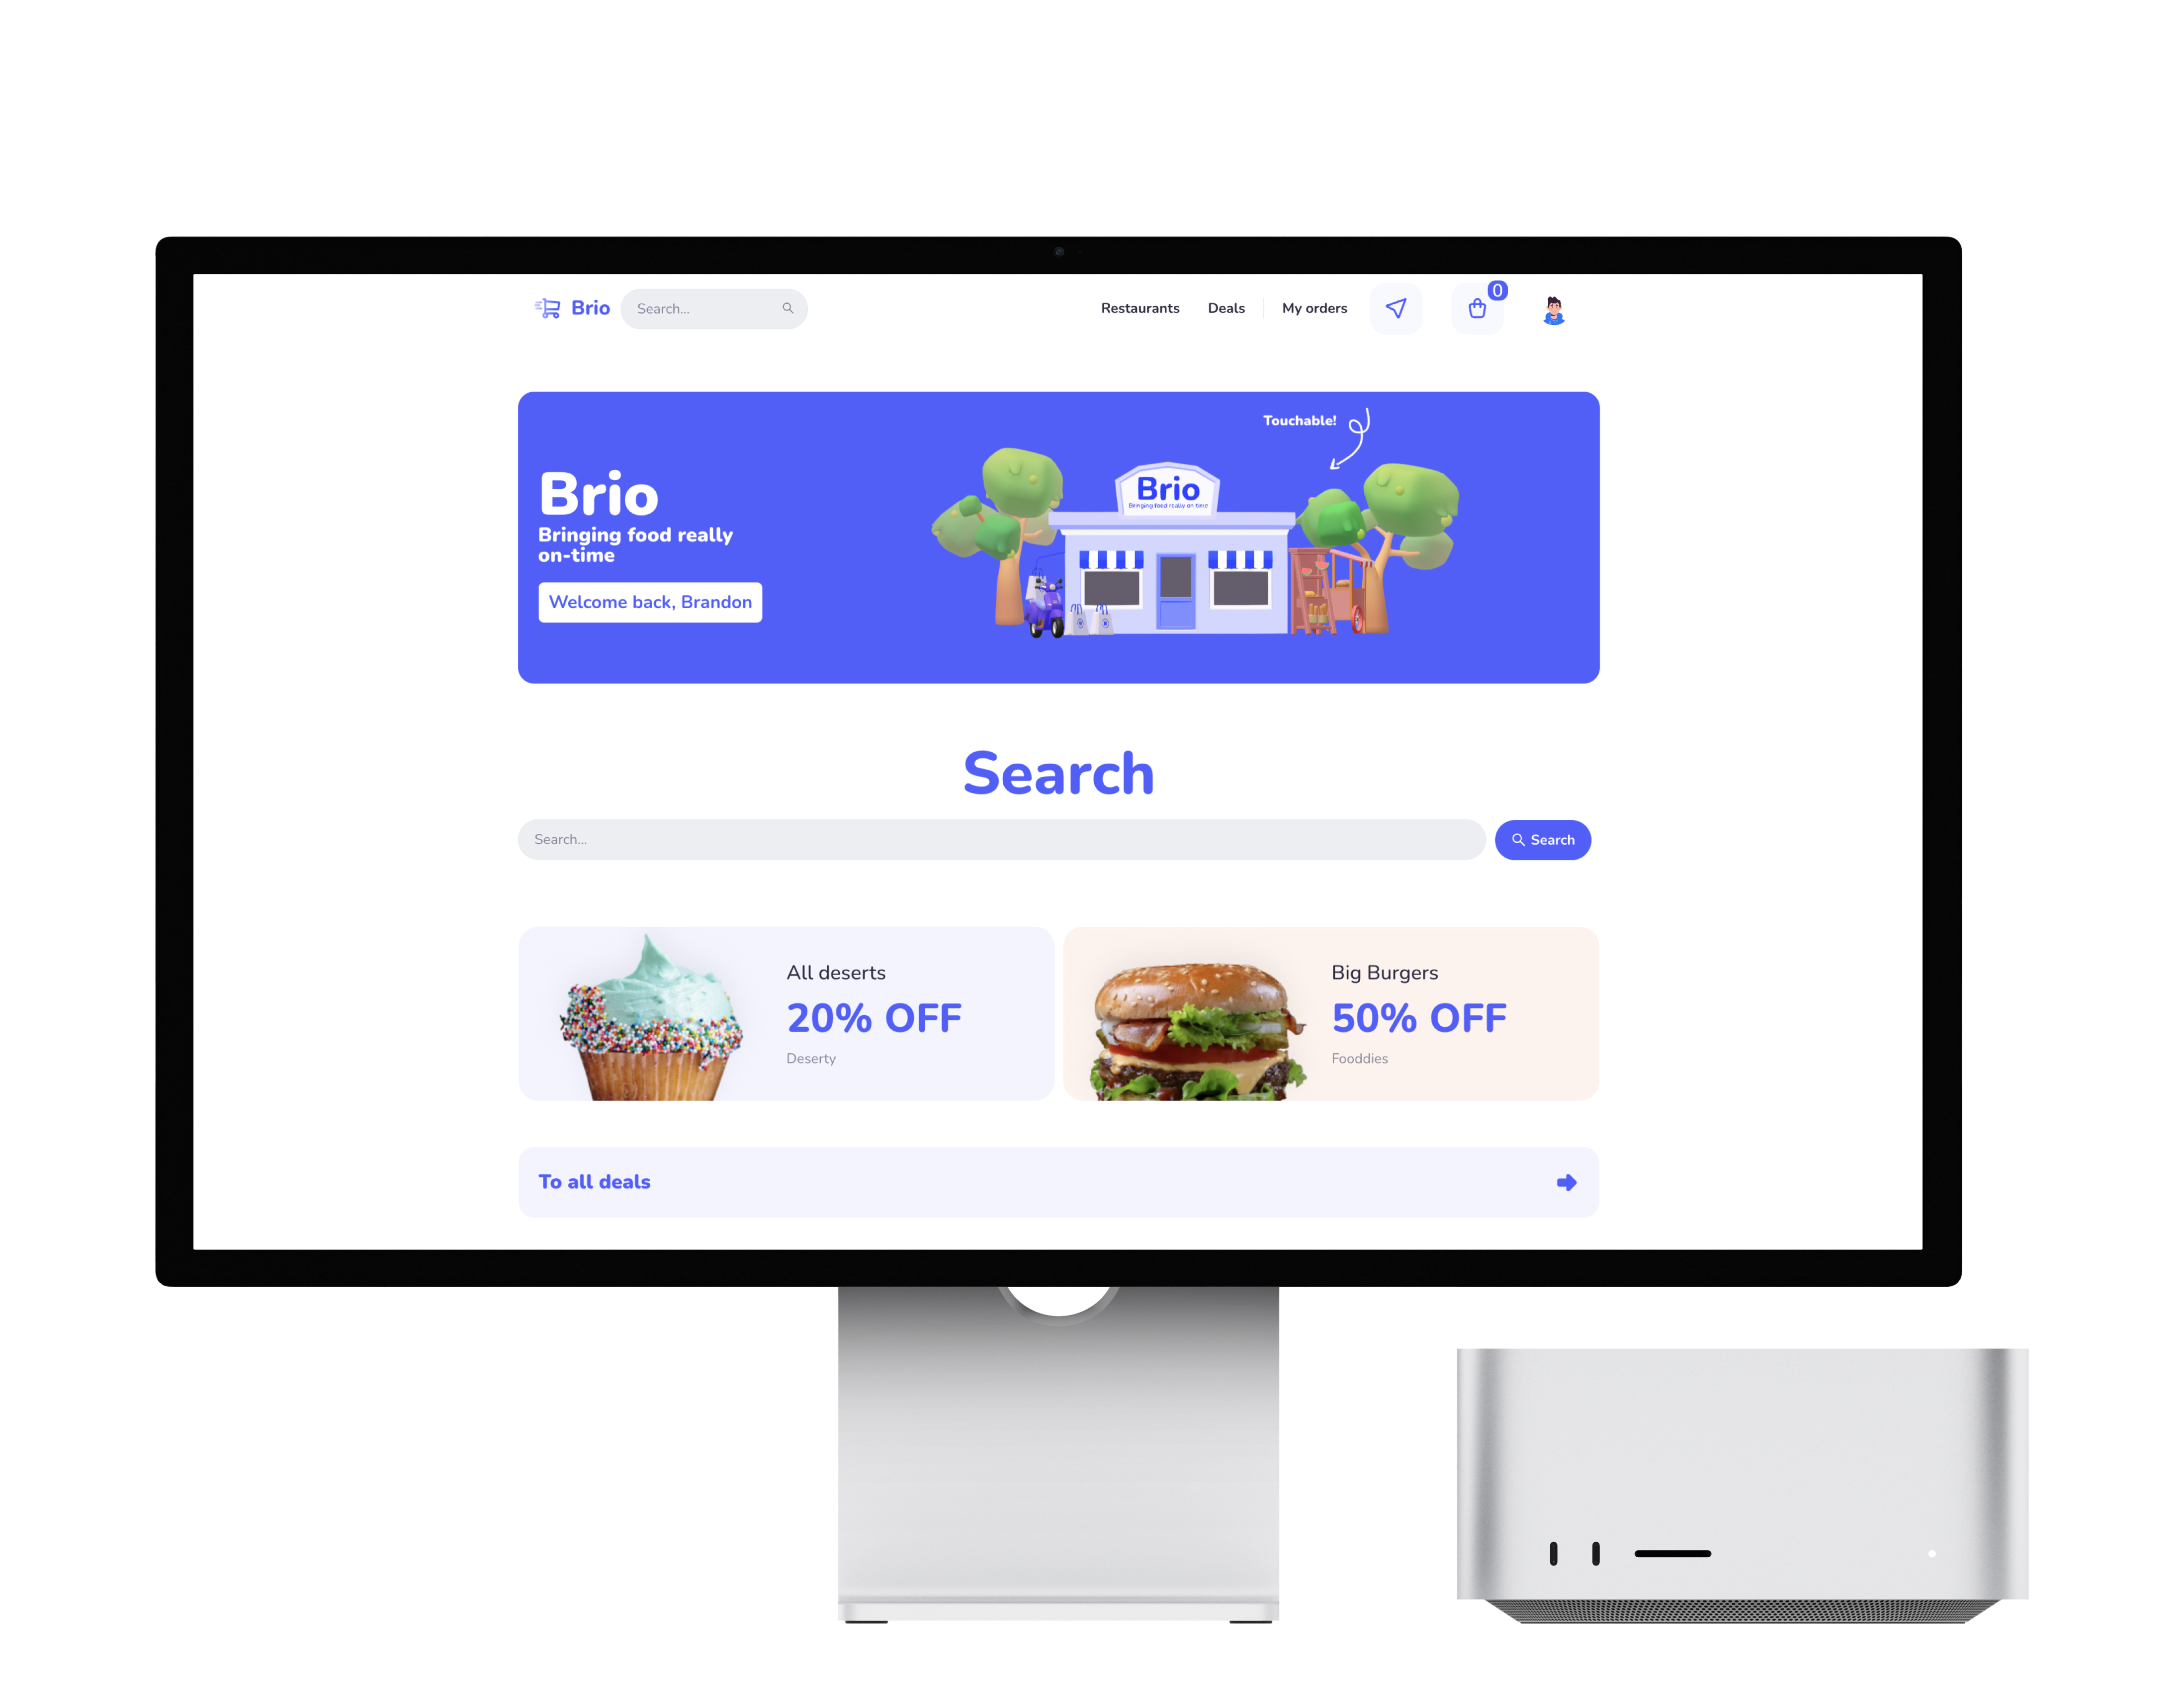 Brio
Search...
Restaurants
Deals
My orders
0
Touchable!
Brio
Bringing food really on time
Brio
Bringing food really
on-time
Welcome back, Brandon
Search
Search...
Search
All deserts
20% OFF
Deserty
Big Burgers
50% OFF
Fooddies
To all deals